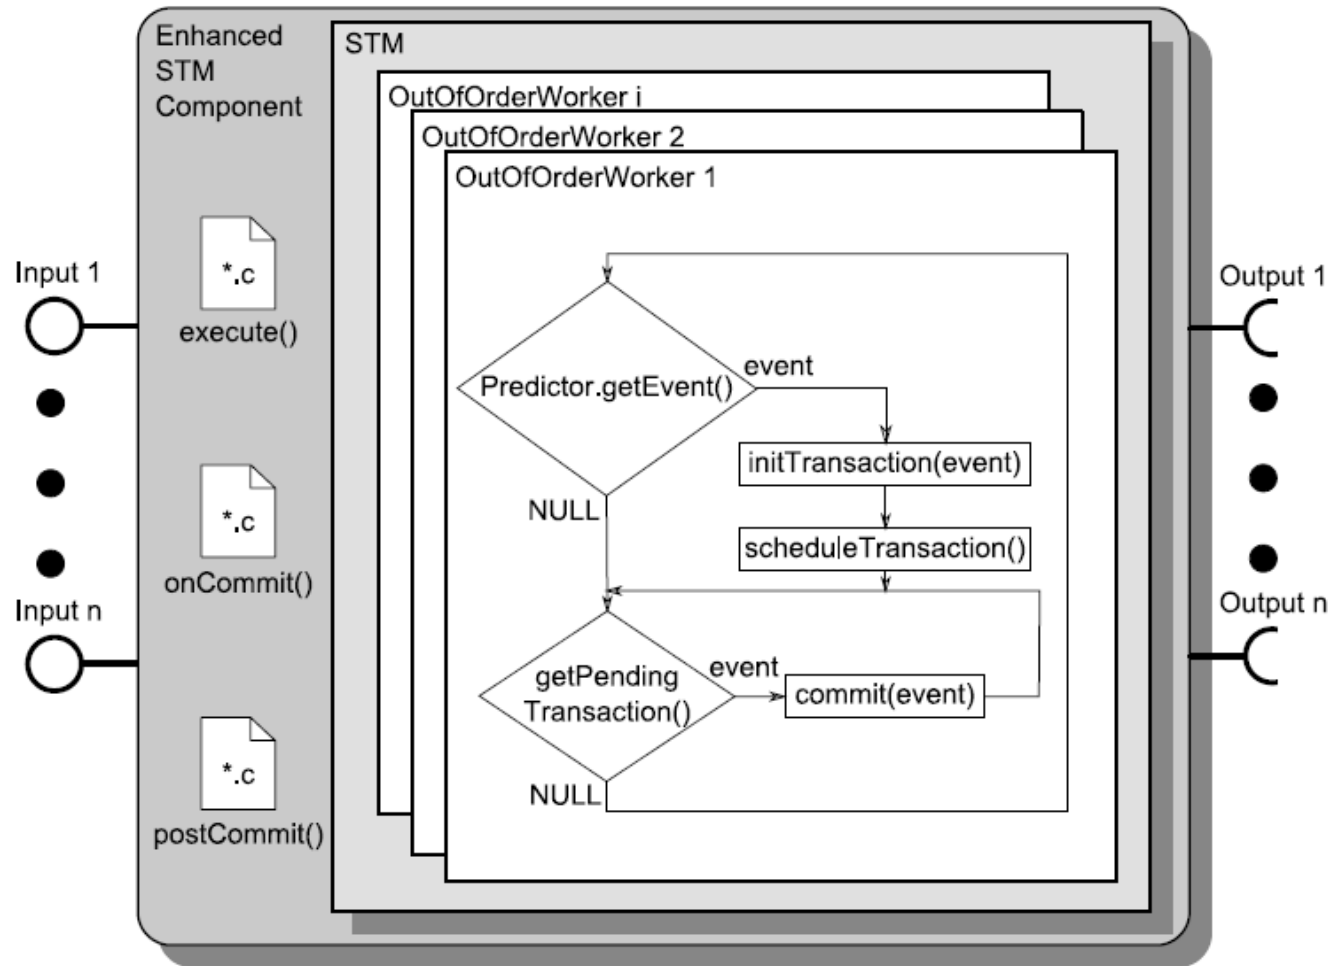 Enhanced
STM
Component
STM
OutOfOrderWorker i
OutOfOrderWorker 2
OutOfOrderWorker 1
Input 1
*.c
execute()
Output 1
Predictor.getEvent()
event
initTransaction(event)
NULL
scheduleTransaction()
*.c
onCommit()
Input n
Output n
getPending
Transaction()
event
commit(event)
NULL
*.c
postCommit()